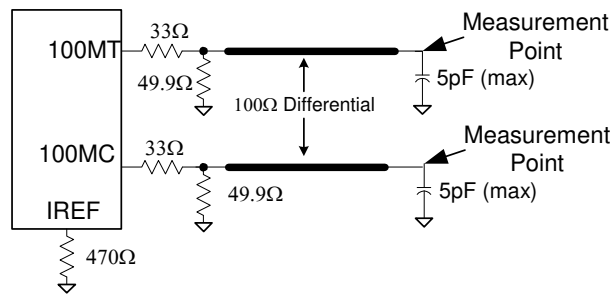 100MT
33Ω
49.9Ω
Measurement
Point
5pF (max)
100Ω Differential
100MC
33Ω
49.9Ω
Measurement
Point
5pF (max)
IREF
470Ω